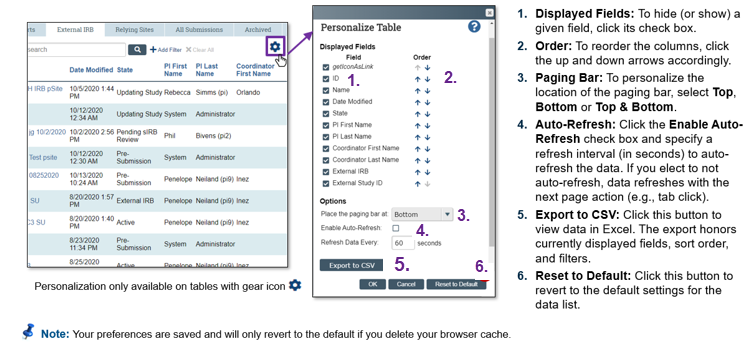 rts External IRB Relying Sites All Submissions Archived
search Add Filter Clear All
Date Modified State PI First Name PI Last Name Coordinator First Name
H IRB pSite 10/5/2020 1:44 PM Updating Study Rebecca Simms (pi) Orlando
10/12/2020 12:34 AM Updating Study System Administrator
jg 10/2/2020 10/2/2020 2:56 PM Pending sIRB Review Phil Bivens (pi2)
Test psite 10/12/2020 12:30 AM Pre-Submission System Administrator
08252020 10/13/2020 10:24 AM Pre-Submission Penelope Neiland (pi9) Inez
SU 8/20/2020 1:57 PM External IRB Penelope Neiland (pi9) Inez
C3 SU 8/20/2020 1:40 PM Active Penelope Neiland (pi9) Inez
8/23/2020 11:34 PM Pre-Submission System Administrator
8/25/2020 Active Penelope Neiland (pi9) Inez
Personalization only available on tables with gear icon
Personalize Table ?
Displayed Fields
Field Order
getIconAsLink
ID 1. 2.
Name
Date Modified
State
PI First Name
PI Last Name
Coordinator First Name
Coordinator Last Name
External IRB
External Study ID
Options
Place the paging bar at: Bottom 3.
Enable Auto-Refresh: 4.
Refresh Data Every: 60 seconds
Export to CSV 5. 6.
OK Cancel Reset to Default
1. Displayed Fields: To hide (or show) a
given field, click its check box.
2. Order: To reorder the columns, click
the up and down arrows accordingly.
3. Paging Bar: To personalize the
location of the paging bar, select Top,
Bottom or Top & Bottom.
4. Auto-Refresh: Click the Enable Auto-
Refresh check box and specify a
refresh interval (in seconds) to auto-
refresh the data. If you elect to not
auto-refresh, data refreshes with the
next page action (e.g., tab click).
5. Export to CSV: Click this button to
view data in Excel. The export honors
currently displayed fields, sort order,
and filters.
6. Reset to Default: Click this button to
revert to the default settings for the
data list.
Note: Your preferences are saved and will only revert to the default if you delete your browser cache.